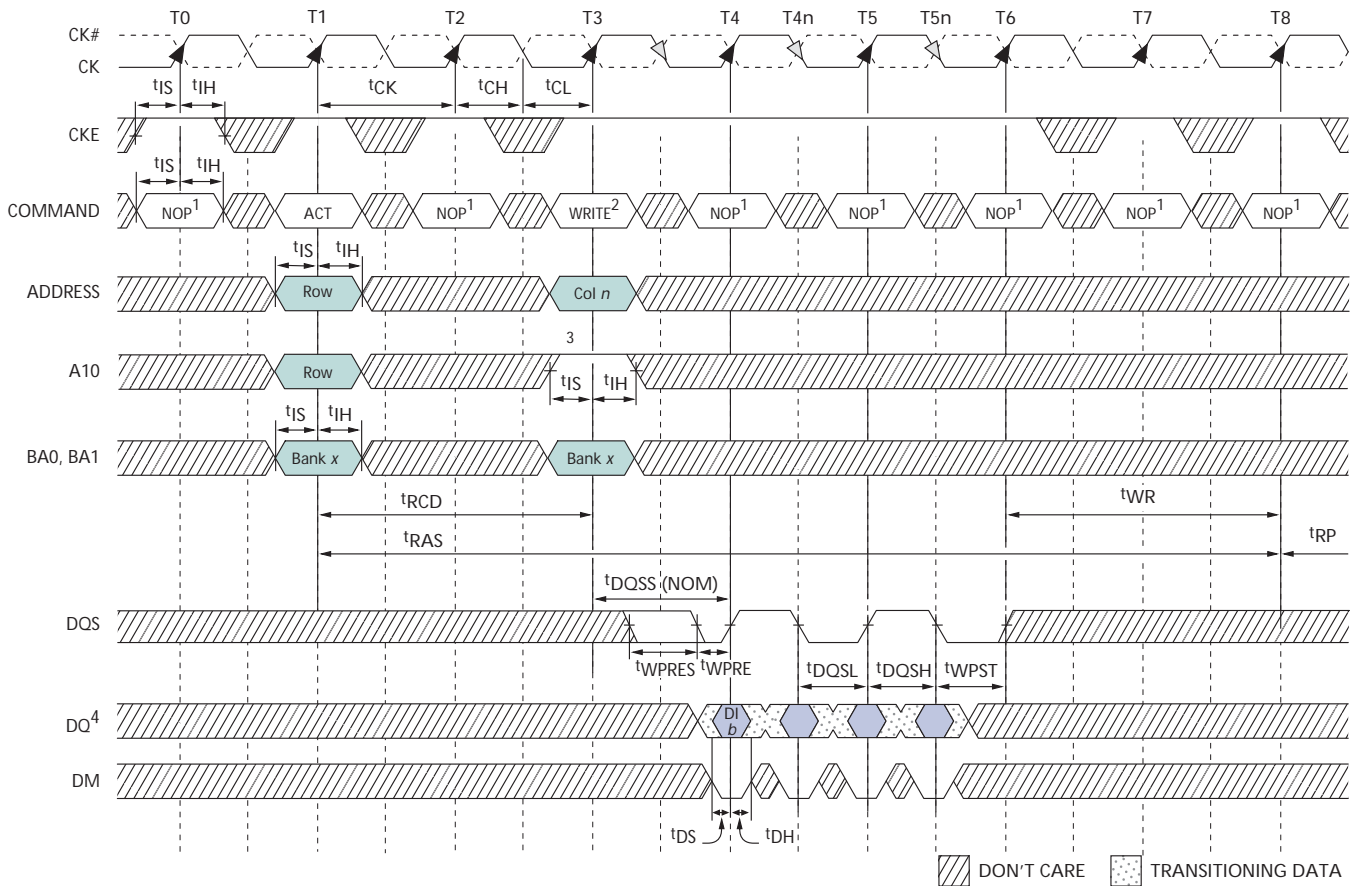 T0 T1 T2 T3 T4 T4n T5 T5n T6 T7 T8
CK#
CK
tIS tIH tCK tCH tCL
CKE
tIS tIH
COMMAND NOP1 ACT NOP1 WRITE2 NOP1 NOP1 NOP1 NOP1 NOP1
tIS tIH
ADDRESS Row Col n
3
A10 Row
tIS tIH
tIS tIH
BA0, BA1 Bank x Bank x
tRCD tWR
tRAS tRP
tDQSS (NOM)
DQS
tWPRES tWPRE tDQSL tDQSH tWPST
DQ4 DI
b
DM
tDS tDH
DON'T CARE TRANSITIONING DATA